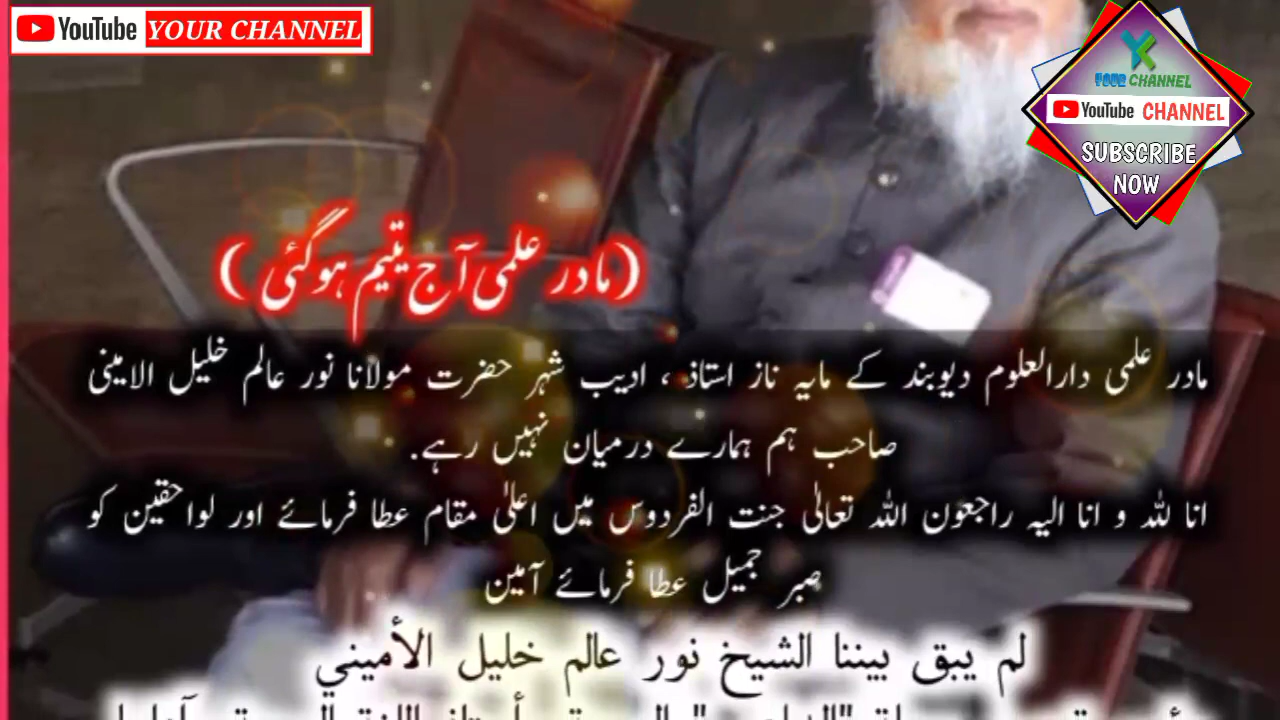 YouTube YOUR CHANNEL
YOUR CHANNEL
YouTube CHANNEL
SUBSCRIBE
NOW
(مادر علمی آج یتیم ہوگئی)
مادر علمی دارالعلوم دیوبند کے مایہ ناز استاذ ، ادیب شہر حضرت مولانا نور عالم خلیل الامینی
صاحب ہم ہمارے درمیان نہیں رہے.
انا للہ و انا الیہ راجعون اللہ تعالٰی جنت الفردوس میں اعلیٰ مقام عطا فرمائے اور لواحقین کو
صبر جمیل عطا فرمائے آمین
لم يبق بيننا الشيخ نور عالم خليل الأميني